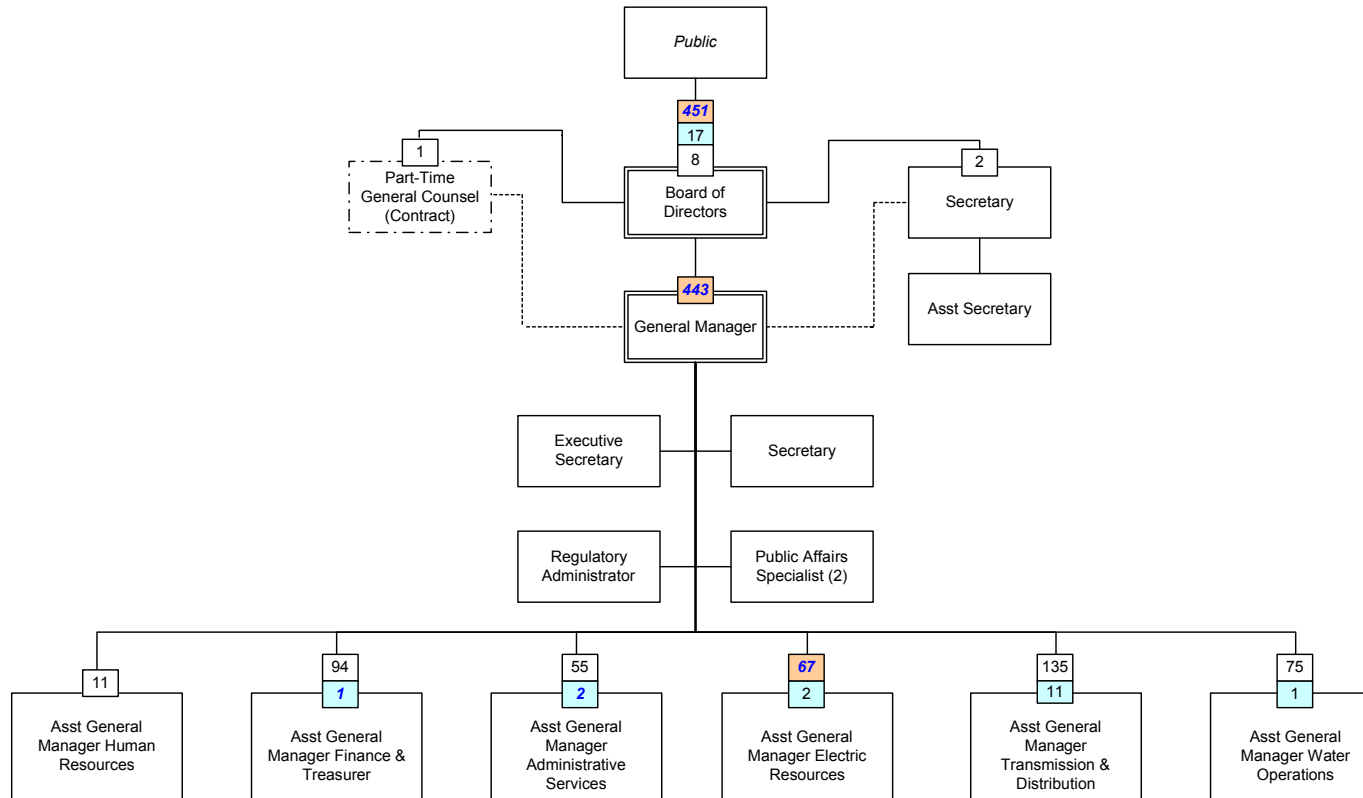 Public
451
17
8
1
Part-Time
General Counsel
(Contract)
Board of
Directors
2
Secretary
Asst Secretary
443
General Manager
Executive
Secretary
Secretary
Regulatory
Administrator
Public Affairs
Specialist (2)
11
Asst General
Manager Human
Resources
94
1
Asst General
Manager Finance &
Treasurer
55
2
Asst General
Manager
Administrative
Services
67
2
Asst General
Manager Electric
Resources
135
11
Asst General
Manager
Transmission &
Distribution
75
1
Asst General
Manager Water
Operations